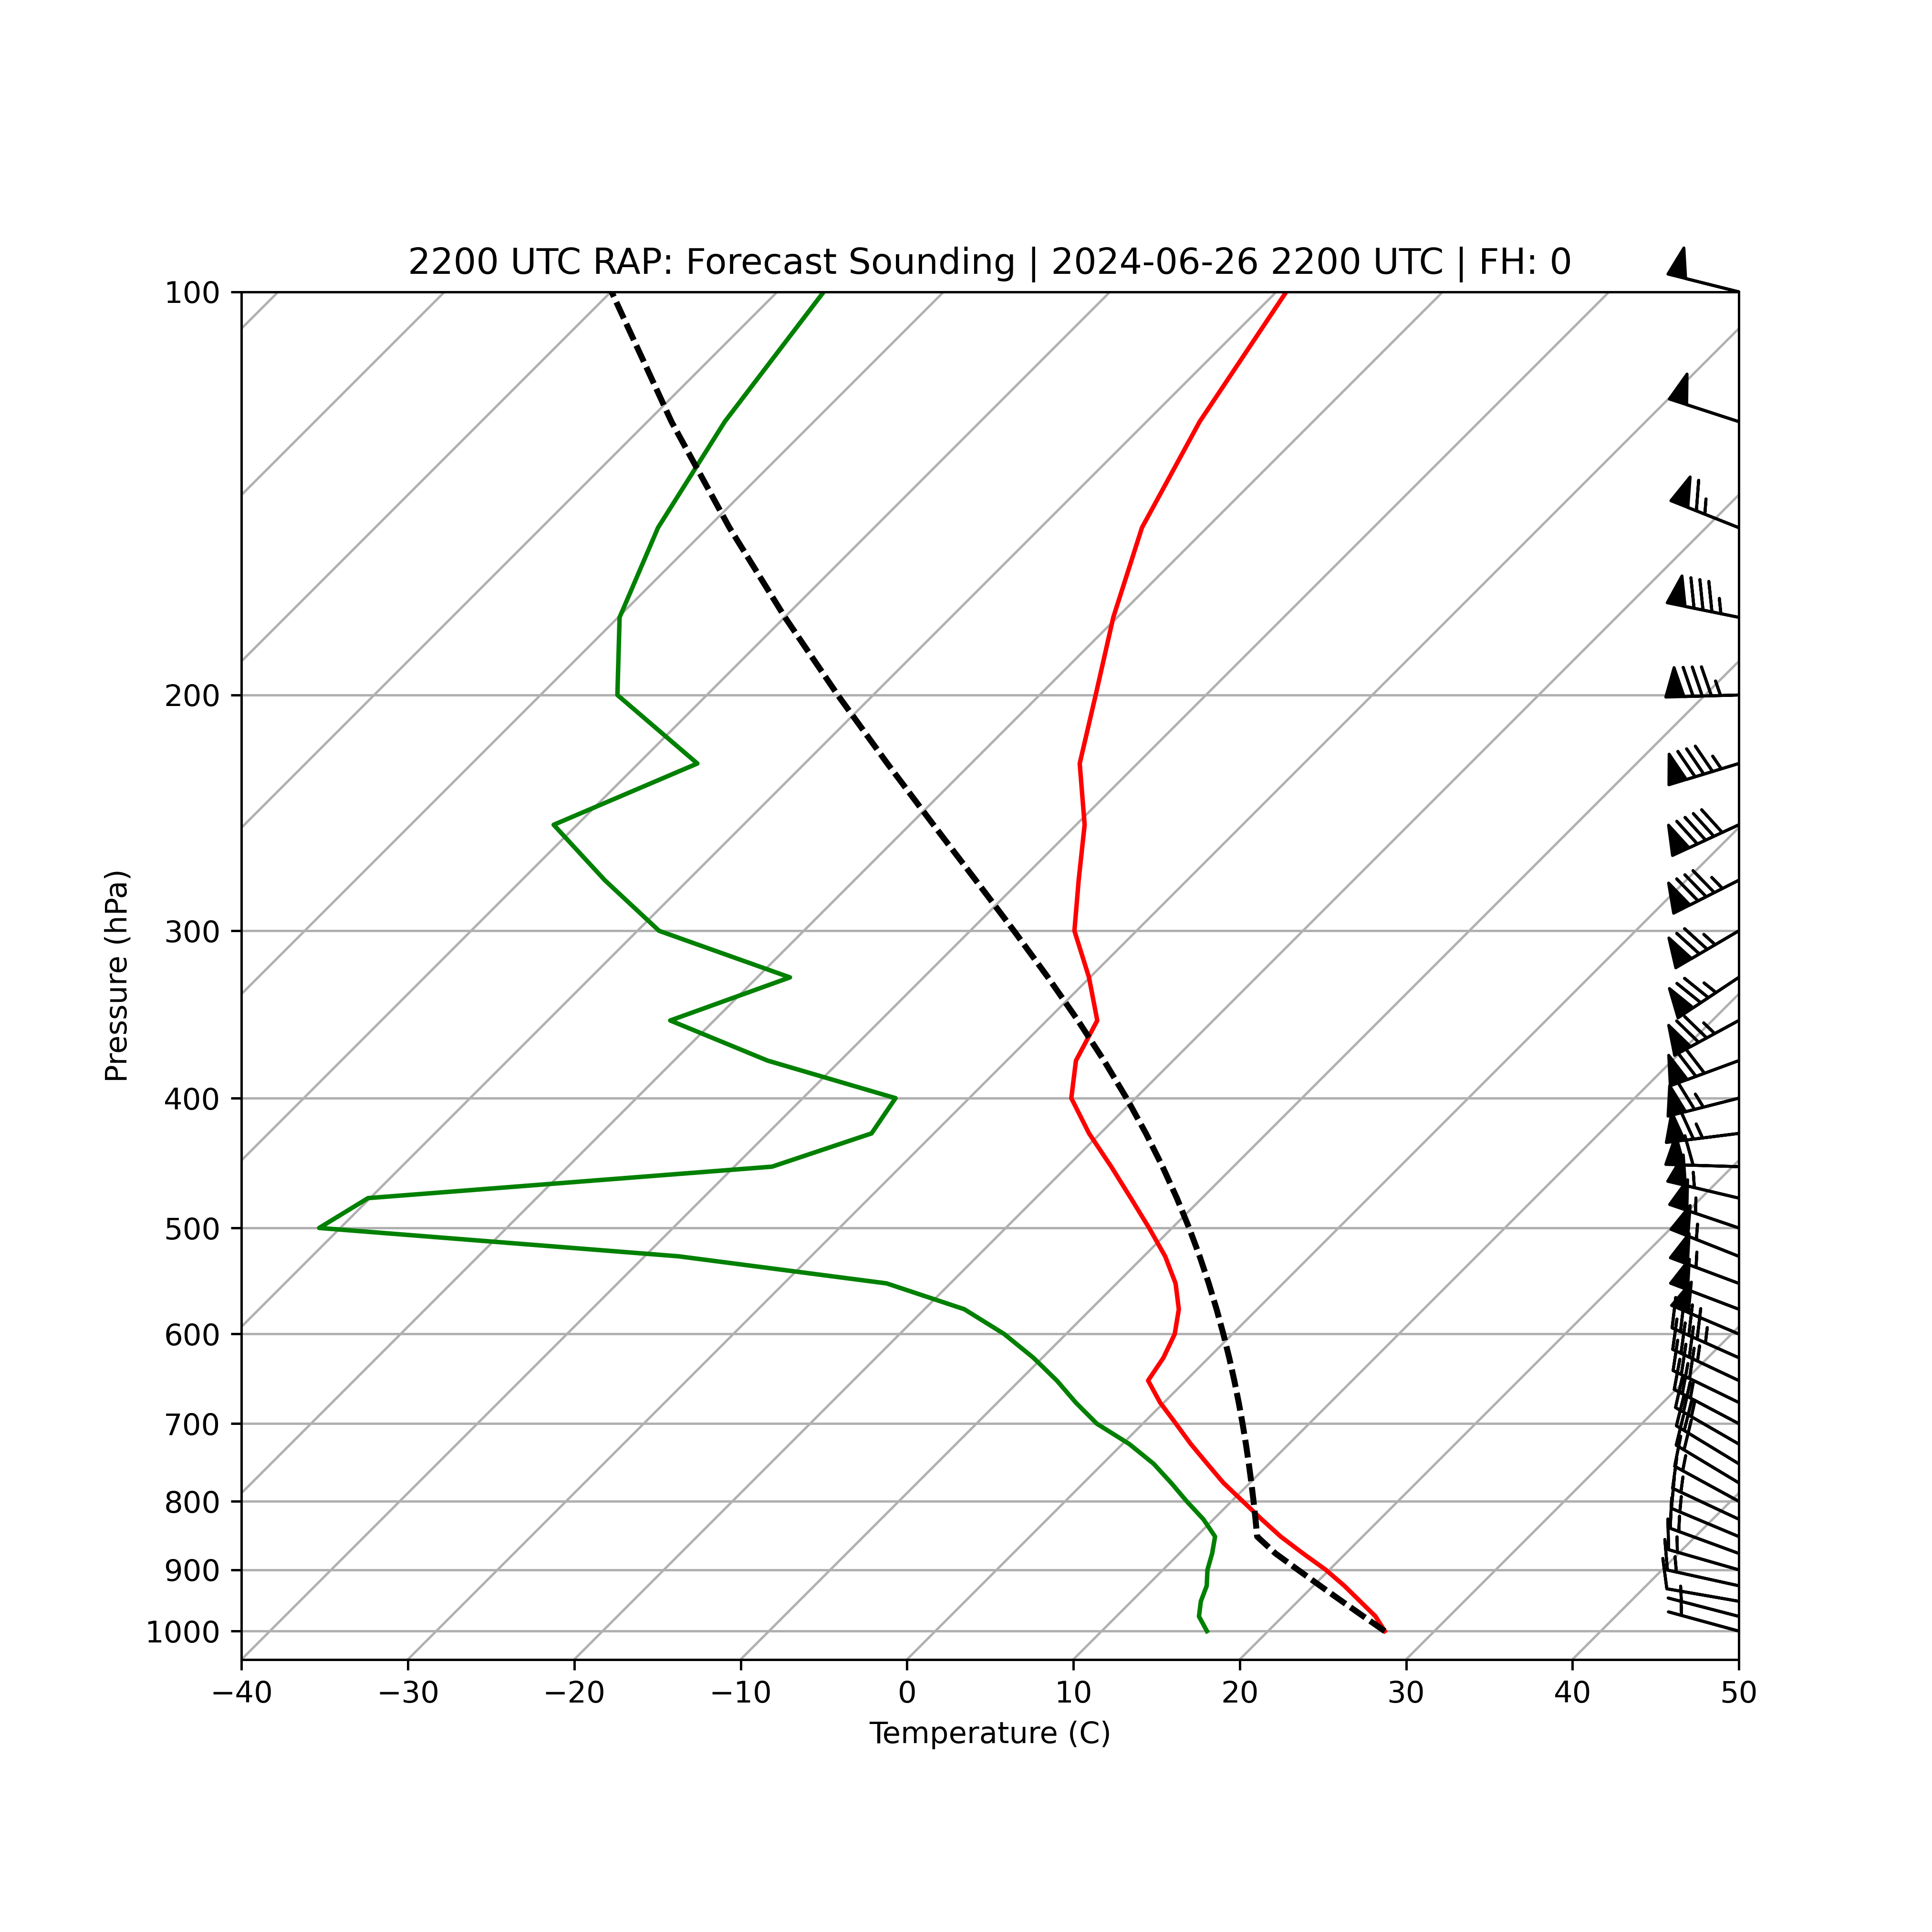 2200 UTC RAP: Forecast Sounding | 2024-06-26 2200 UTC | FH: 0
100
200
300
400
500
600
700
800
900
1000
Pressure (hPa)
−40 −30 −20 −10 0 10 20 30 40 50
Temperature (C)